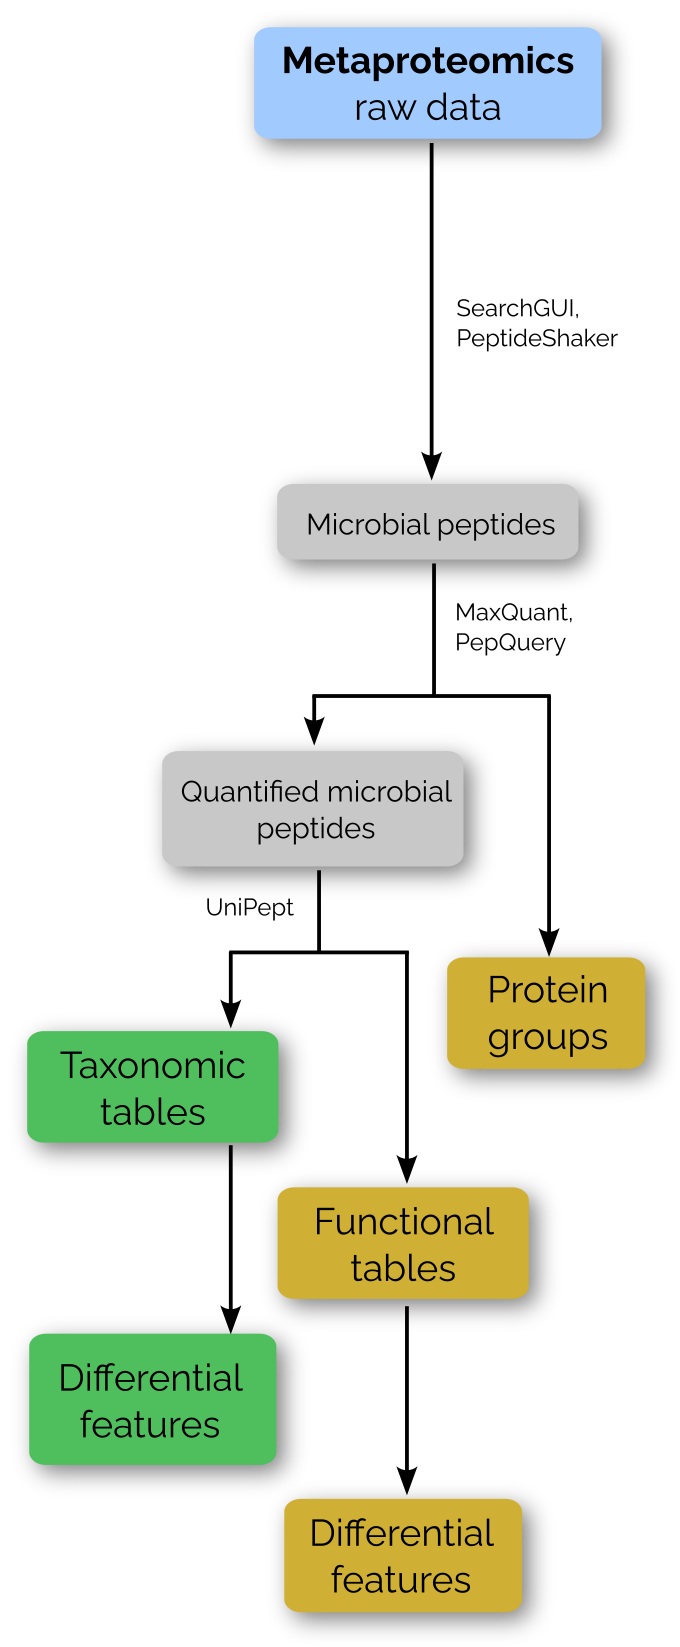 Metaproteomics
raw data
SearchGUI,
PeptideShaker
Microbial peptides
MaxQuant,
PepQuery
Quantified microbial
peptides
UniPept
Protein
groups
Taxonomic
tables
Functional
tables
Differential
features
Differential
features